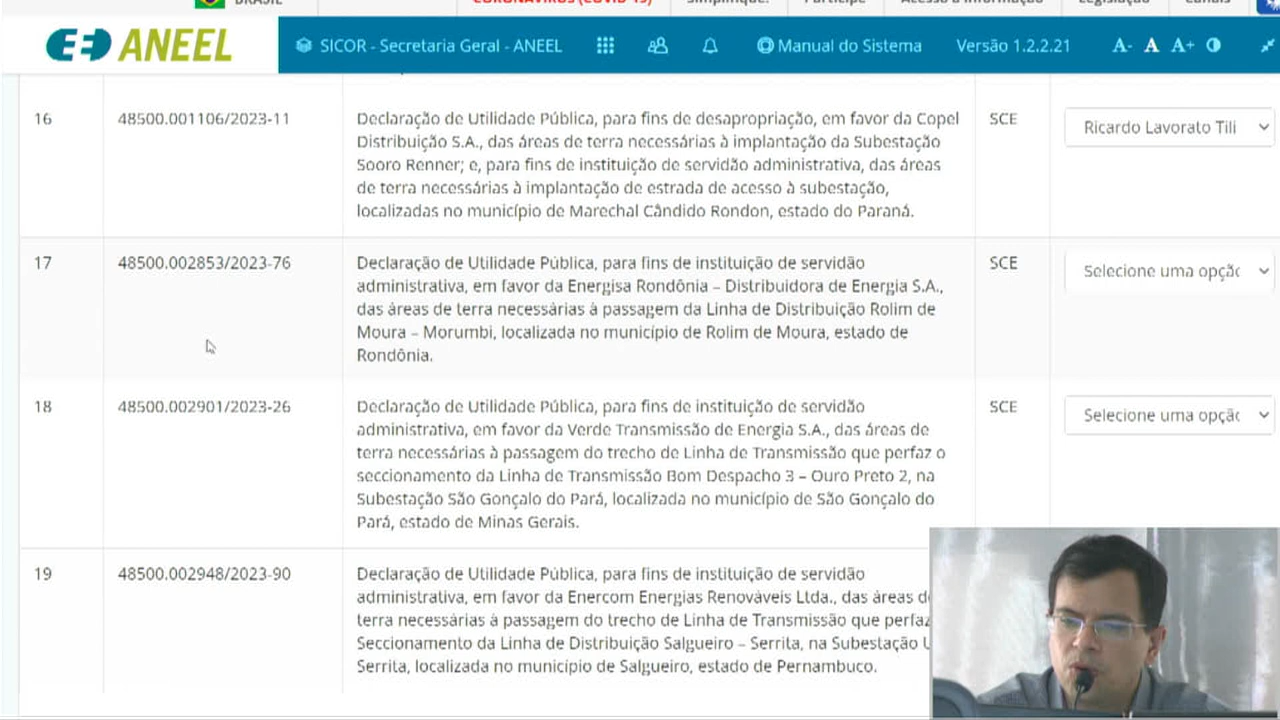 BRASIL
CORONAVÍRUS (COVID-19)
Simplifique!
Participe
Acesso à informação
Legislação
Canais
ANEEL
SICOR - Secretaria Geral - ANEEL
Manual do Sistema
Versão 1.2.2.21
A- A A+
16
48500.001106/2023-11
Declaração de Utilidade Pública, para fins de desapropriação, em favor da Copel
Distribuição S.A., das áreas de terra necessárias à implantação da Subestação
Sooro Renner; e, para fins de instituição de servidão administrativa, das áreas
de terra necessárias à implantação de estrada de acesso à subestação,
localizadas no município de Marechal Cândido Rondon, estado do Paraná.
SCE
Ricardo Lavorato Tili
17
48500.002853/2023-76
Declaração de Utilidade Pública, para fins de instituição de servidão
administrativa, em favor da Energisa Rondônia – Distribuidora de Energia S.A.,
das áreas de terra necessárias à passagem da Linha de Distribuição Rolim de
Moura – Morumbi, localizada no município de Rolim de Moura, estado de
Rondônia.
SCE
Selecione uma opção
18
48500.002901/2023-26
Declaração de Utilidade Pública, para fins de instituição de servidão
administrativa, em favor da Verde Transmissão de Energia S.A., das áreas de
terra necessárias à passagem do trecho de Linha de Transmissão que perfaz o
seccionamento da Linha de Transmissão Bom Despacho 3 – Ouro Preto 2, na
Subestação São Gonçalo do Pará, localizada no município de São Gonçalo do
Pará, estado de Minas Gerais.
SCE
Selecione uma opção
19
48500.002948/2023-90
Declaração de Utilidade Pública, para fins de instituição de servidão
administrativa, em favor da Enercom Energias Renováveis Ltda., das áreas de
terra necessárias à passagem do trecho de Linha de Transmissão que perfaz
Seccionamento da Linha de Distribuição Salgueiro – Serrita, na Subestação
Serrita, localizada no município de Salgueiro, estado de Pernambuco.